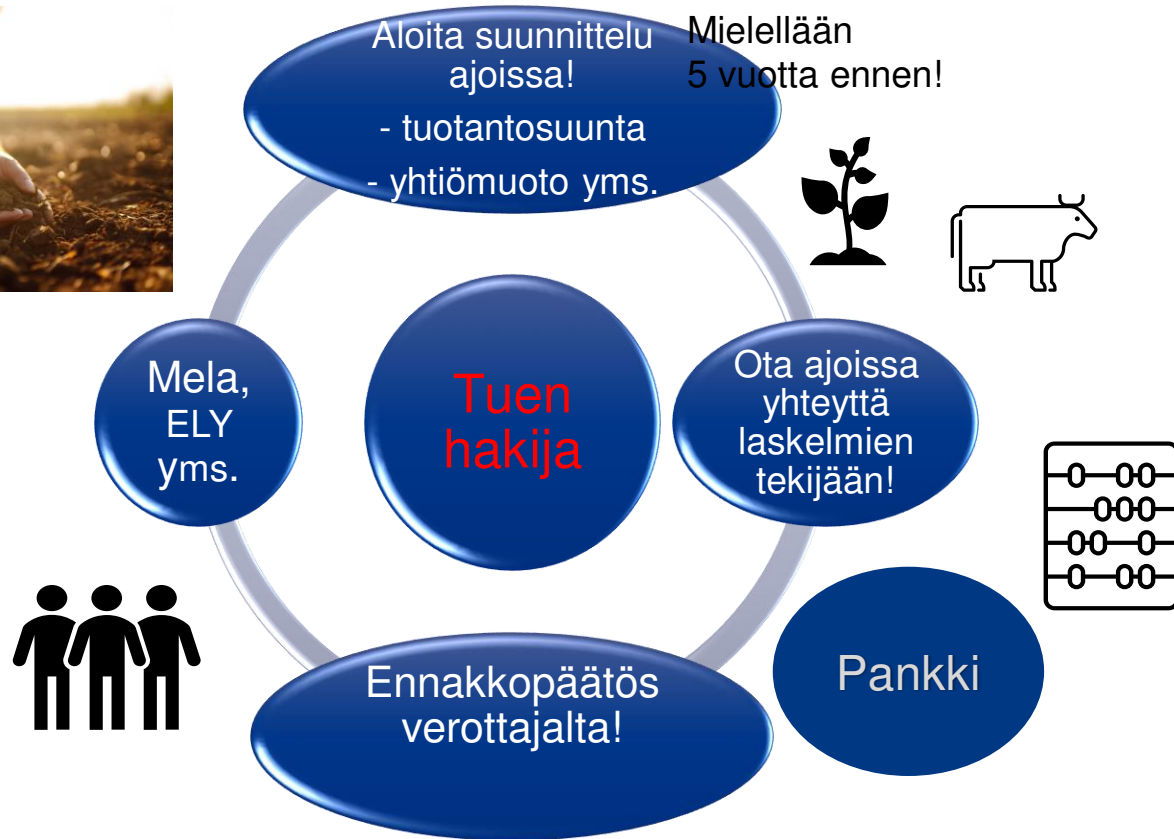 Aloita suunnittelu
ajoissa!
- tuotantosuunta
- yhtiömuoto yms.
Mielellään
5 vuotta ennen!
Mela,
ELY
yms.
Tuen
hakija
Ota ajoissa
yhteyttä
laskelmien
tekijään!
Pankki
Ennakkopäätös
verottajalta!